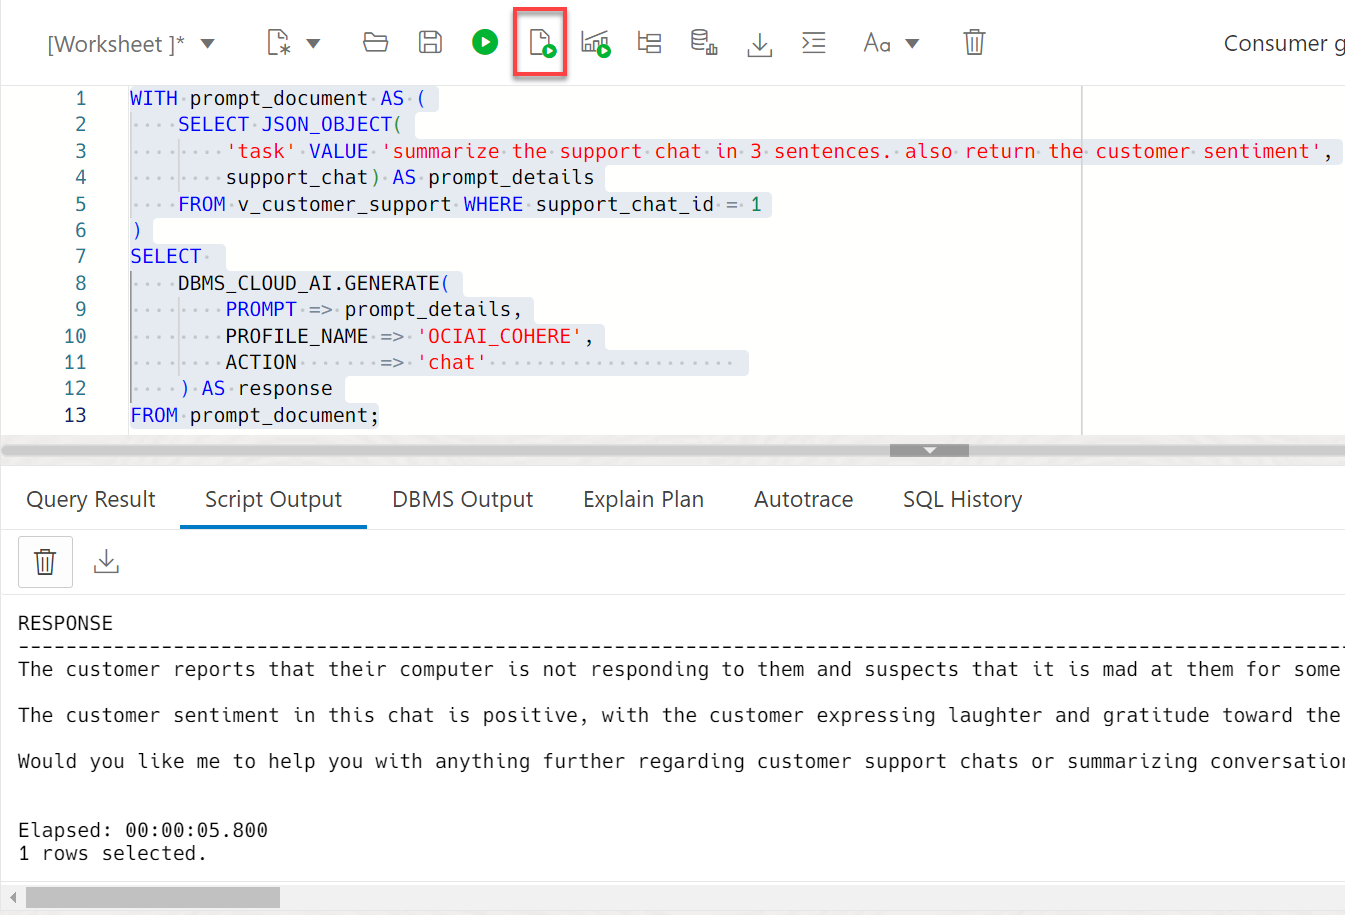 [Worksheet ]*
Aa
Consumer g
1 WITH prompt_document AS (
2 SELECT JSON_OBJECT(
3 'task' VALUE 'summarize the support chat in 3 sentences. also return the customer sentiment',
4 support_chat) AS prompt_details
5 FROM v_customer_support WHERE support_chat_id = 1
6 )
7 SELECT
8 DBMS_CLOUD_AI.GENERATE(
9 PROMPT => prompt_details,
10 PROFILE_NAME => 'OCIAI_COHERE',
11 ACTION => 'chat'
12 ) AS response
13 FROM prompt_document;
Query Result Script Output DBMS Output Explain Plan Autotrace SQL History
RESPONSE
--------------------------------------------------------------------------------------------------------------
The customer reports that their computer is not responding to them and suspects that it is mad at them for some
The customer sentiment in this chat is positive, with the customer expressing laughter and gratitude toward the
Would you like me to help you with anything further regarding customer support chats or summarizing conversation
Elapsed: 00:00:05.800
1 rows selected.